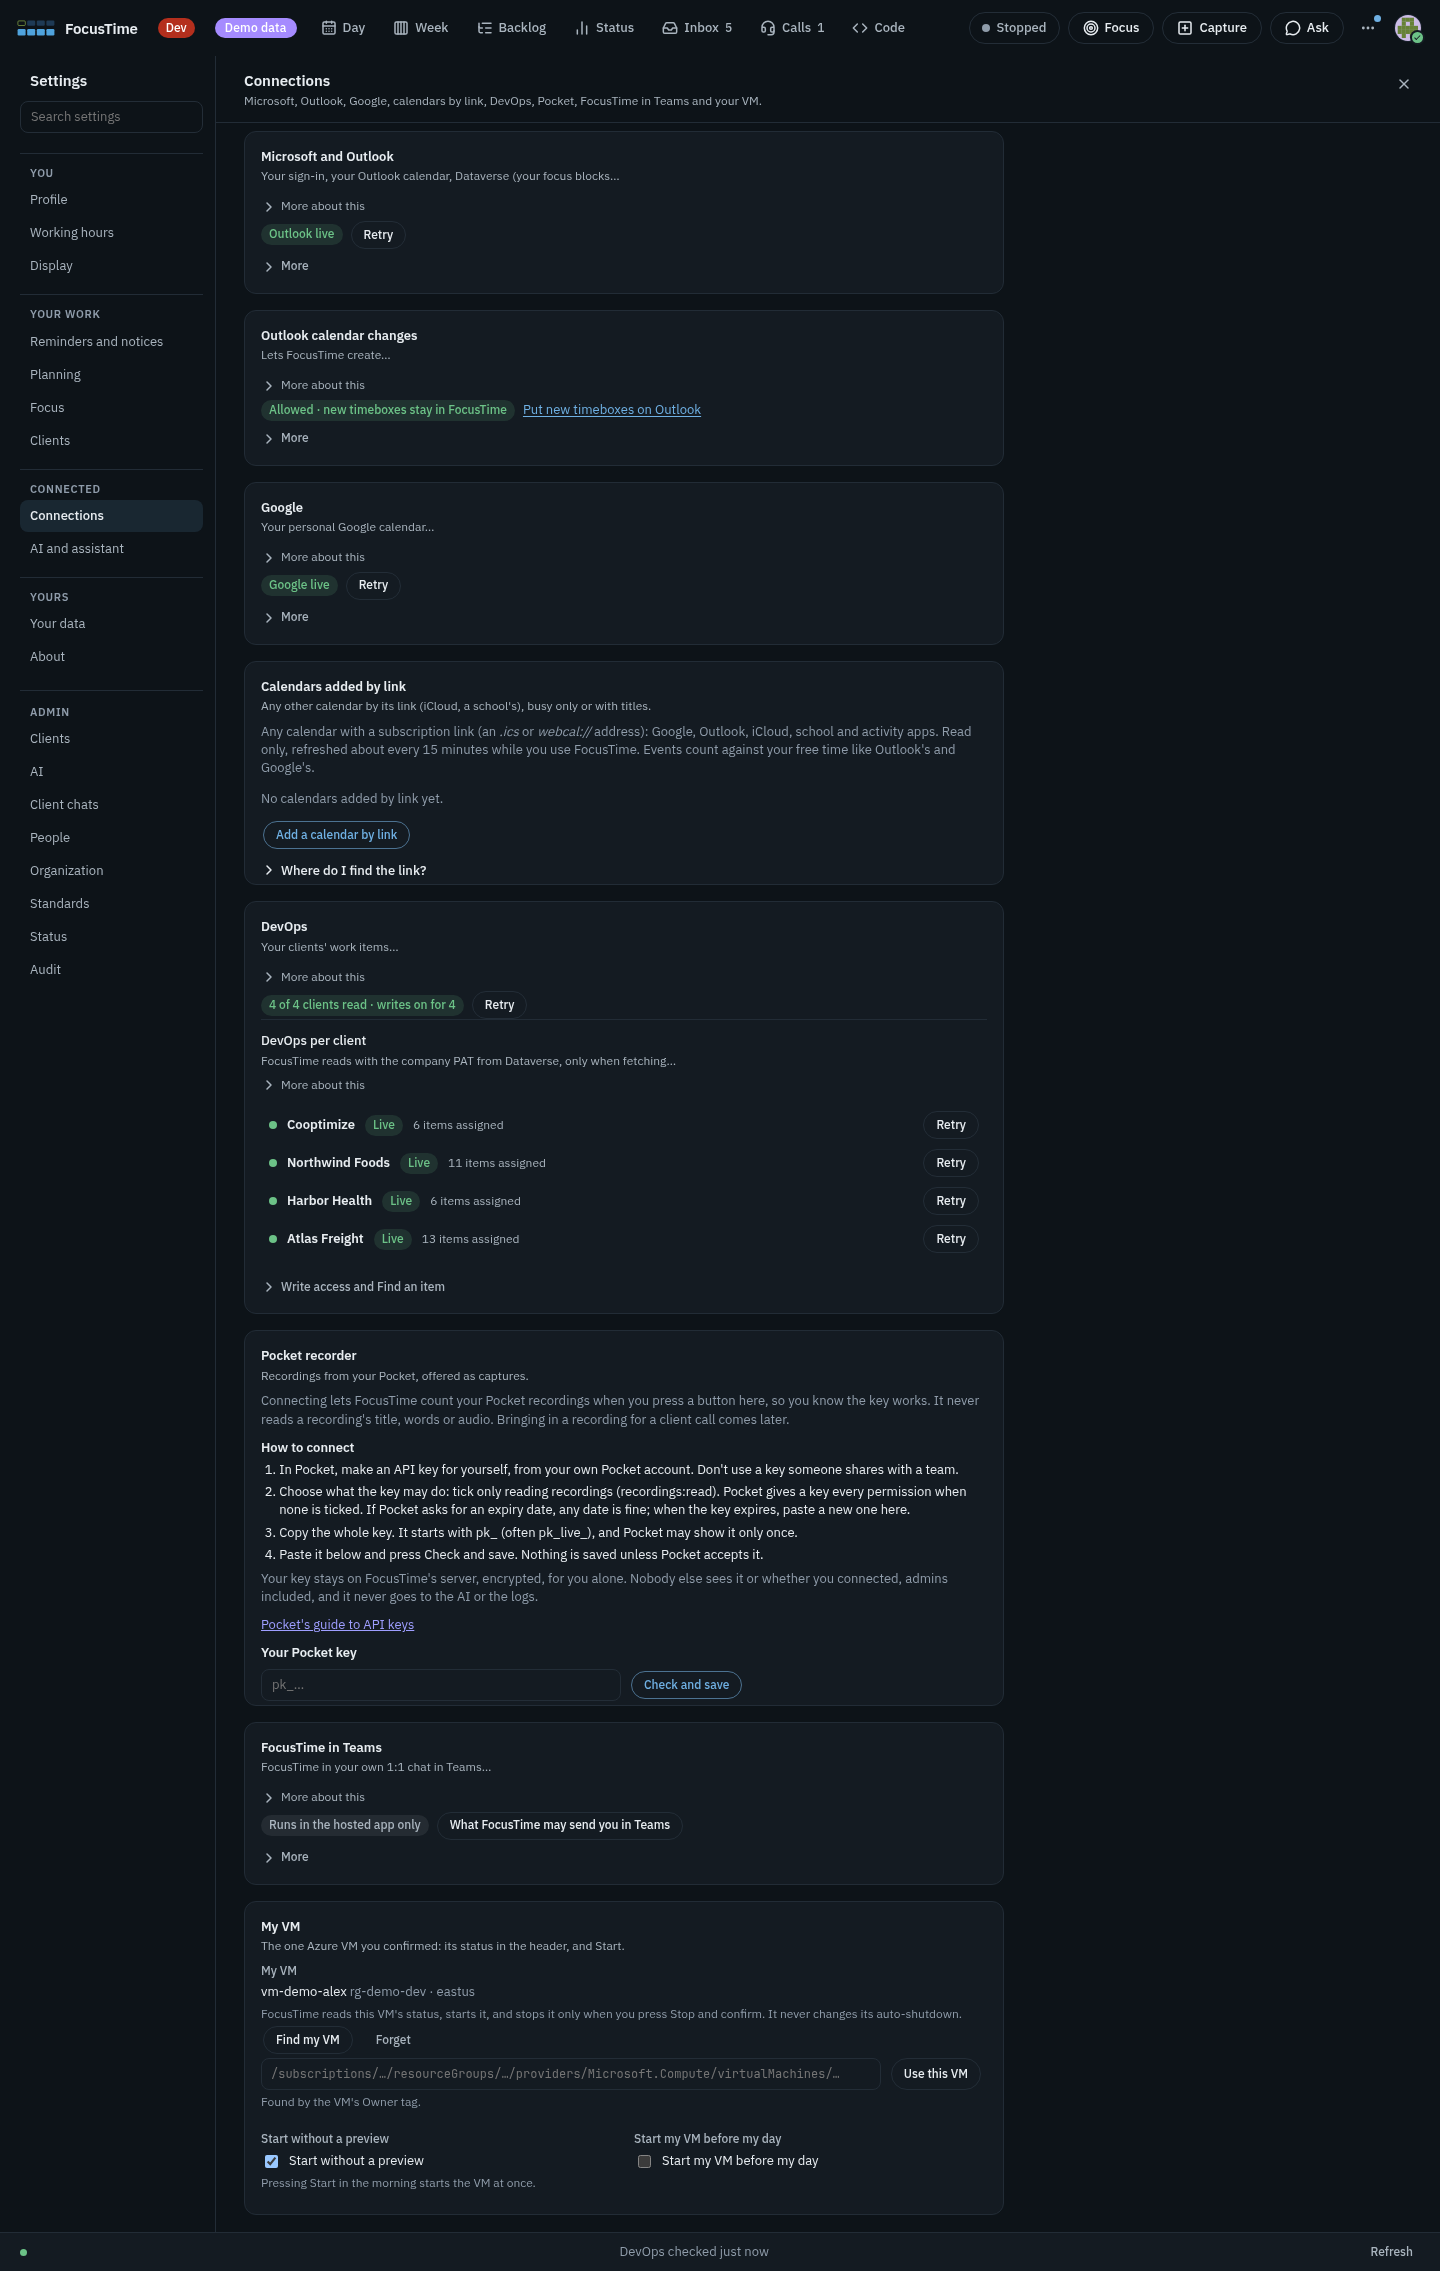 FocusTime
Dev
Demo data
Day
Week
Backlog
Status
Inbox 5
Calls 1
Code
Stopped
Focus
Capture
Ask
Settings
Search settings
YOU
Profile
Working hours
Display
YOUR WORK
Reminders and notices
Planning
Focus
Clients
CONNECTED
Connections
AI and assistant
YOURS
Your data
About
ADMIN
Clients
AI
Client chats
People
Organization
Standards
Status
Audit
Connections
Microsoft, Outlook, Google, calendars by link, DevOps, Pocket, FocusTime in Teams and your VM.
Microsoft and Outlook
Your sign-in, your Outlook calendar, Dataverse (your focus blocks...
More about this
Outlook live
Retry
More
Outlook calendar changes
Lets FocusTime create...
More about this
Allowed · new timeboxes stay in FocusTime
Put new timeboxes on Outlook
More
Google
Your personal Google calendar...
More about this
Google live
Retry
More
Calendars added by link
Any other calendar by its link (iCloud, a school's), busy only or with titles.
Any calendar with a subscription link (an .ics or webcal:// address): Google, Outlook, iCloud, school and activity apps. Read
only, refreshed about every 15 minutes while you use FocusTime. Events count against your free time like Outlook's and
Google's.
No calendars added by link yet.
Add a calendar by link
Where do I find the link?
DevOps
Your clients' work items...
More about this
4 of 4 clients read · writes on for 4
Retry
DevOps per client
FocusTime reads with the company PAT from Dataverse, only when fetching...
More about this
Cooptimize Live 6 items assigned Retry
Northwind Foods Live 11 items assigned Retry
Harbor Health Live 6 items assigned Retry
Atlas Freight Live 13 items assigned Retry
Write access and Find an item
Pocket recorder
Recordings from your Pocket, offered as captures.
Connecting lets FocusTime count your Pocket recordings when you press a button here, so you know the key works. It never
reads a recording's title, words or audio. Bringing in a recording for a client call comes later.
How to connect
1. In Pocket, make an API key for yourself, from your own Pocket account. Don't use a key someone shares with a team.
2. Choose what the key may do: tick only reading recordings (recordings:read). Pocket gives a key every permission when
none is ticked. If Pocket asks for an expiry date, any date is fine; when the key expires, paste a new one here.
3. Copy the whole key. It starts with pk_ (often pk_live_), and Pocket may show it only once.
4. Paste it below and press Check and save. Nothing is saved unless Pocket accepts it.
Your key stays on FocusTime's server, encrypted, for you alone. Nobody else sees it or whether you connected, admins
included, and it never goes to the AI or the logs.
Pocket's guide to API keys
Your Pocket key
pk_...
Check and save
FocusTime in Teams
FocusTime in your own 1:1 chat in Teams...
More about this
Runs in the hosted app only
What FocusTime may send you in Teams
More
My VM
The one Azure VM you confirmed: its status in the header, and Start.
My VM
vm-demo-alex rg-demo-dev · eastus
FocusTime reads this VM's status, starts it, and stops it only when you press Stop and confirm. It never changes its auto-shutdown.
Find my VM
Forget
/subscriptions/…/resourceGroups/…/providers/Microsoft.Compute/virtualMachines/…
Use this VM
Found by the VM's Owner tag.
Start without a preview
Start without a preview
Pressing Start in the morning starts the VM at once.
Start my VM before my day
Start my VM before my day
DevOps checked just now
Refresh